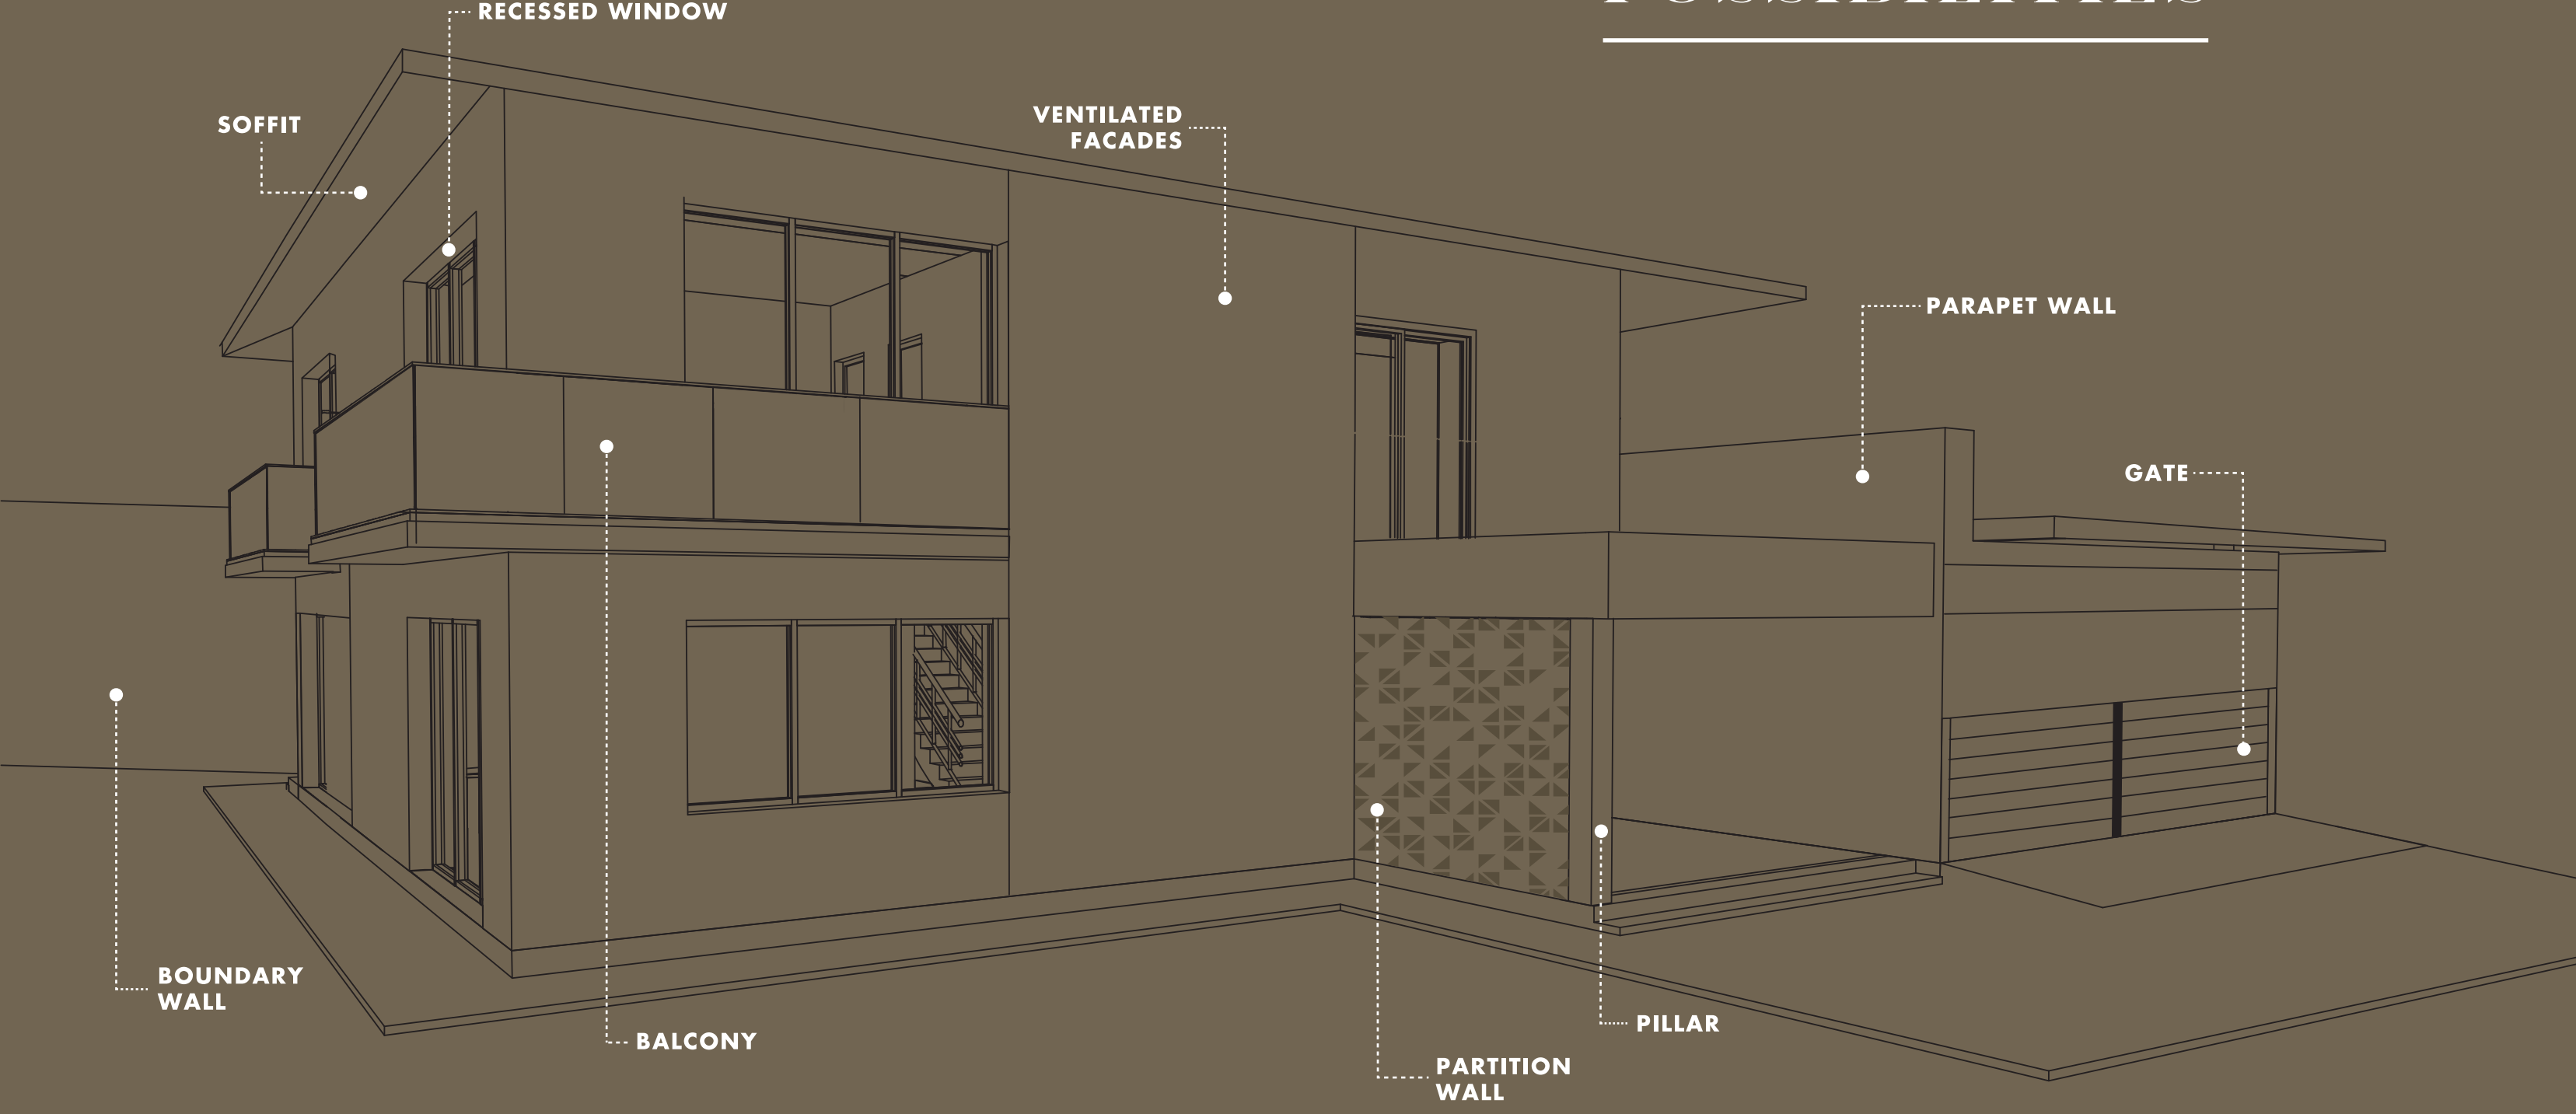 RECESSED WINDOW
SOFFIT
VENTILATED
FACADES
PARAPET WALL
GATE
BOUNDARY
WALL
BALCONY
PILLAR
PARTITION
WALL